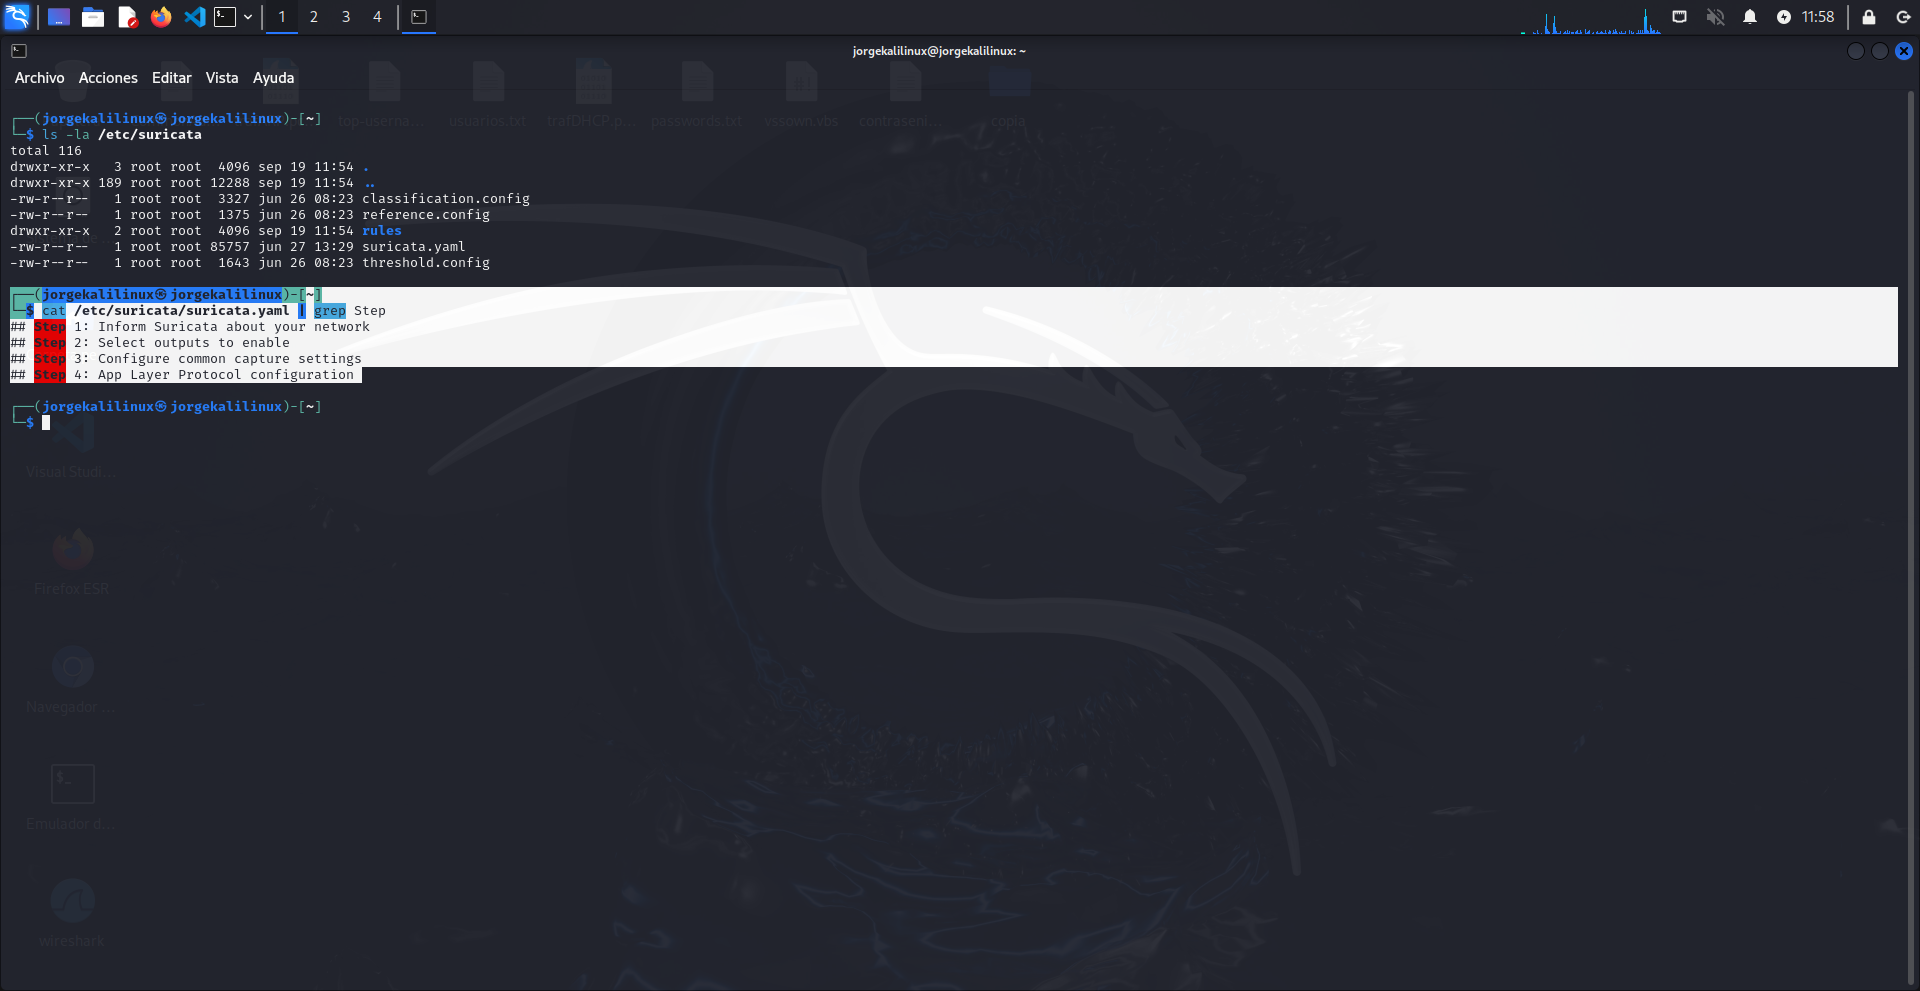 1 2 3 4 11:58
jorgekalilinux@jorgekalilinux: ~
Archivo Acciones Editar Vista Ayuda
top-userna... usuarios.txt trafDHCP.p... passwords.txt vssown.vbs contraseni... copia
┌──(jorgekalilinux㉿jorgekalilinux)-[~]
└─$ ls -la /etc/suricata
total 116
drwxr-xr-x   3 root root  4096 sep 19 11:54 .
drwxr-xr-x 189 root root 12288 sep 19 11:54 ..
-rw-r--r--   1 root root  3327 jun 26 08:23 classification.config
-rw-r--r--   1 root root  1375 jun 26 08:23 reference.config
drwxr-xr-x   2 root root  4096 sep 19 11:54 rules
-rw-r--r--   1 root root 85757 jun 27 13:29 suricata.yaml
-rw-r--r--   1 root root  1643 jun 26 08:23 threshold.config
┌──(jorgekalilinux㉿jorgekalilinux)-[~]
└─$ cat /etc/suricata/suricata.yaml | grep Step
## Step 1: Inform Suricata about your network
## Step 2: Select outputs to enable
## Step 3: Configure common capture settings
## Step 4: App Layer Protocol configuration
┌──(jorgekalilinux㉿jorgekalilinux)-[~]
└─$
Visual Studi...
Firefox ESR
Navegador ...
Emulador d...
wireshark